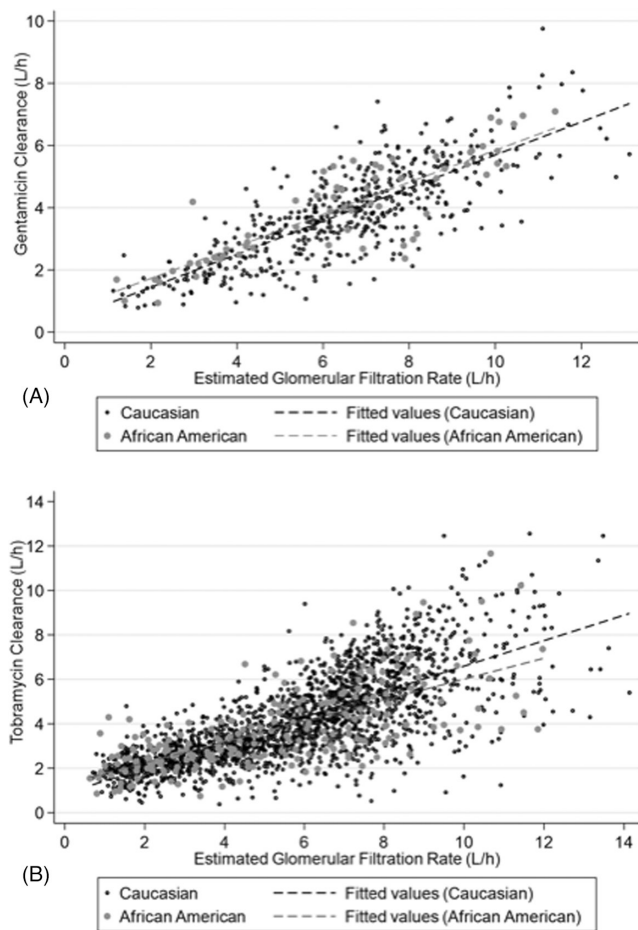 10
8
6
4
2
0
Gentamicin Clearance (L/h)
0 2 4 6 8 10 12
Estimated Glomerular Filtration Rate (L/h)
(A)
Caucasian Fitted values (Caucasian)
African American Fitted values (African American)
14
12
10
8
6
4
2
0
Tobramycin Clearance (L/h)
0 2 4 6 8 10 12 14
Estimated Glomerular Filtration Rate (L/h)
(B)
Caucasian Fitted values (Caucasian)
African American Fitted values (African American)